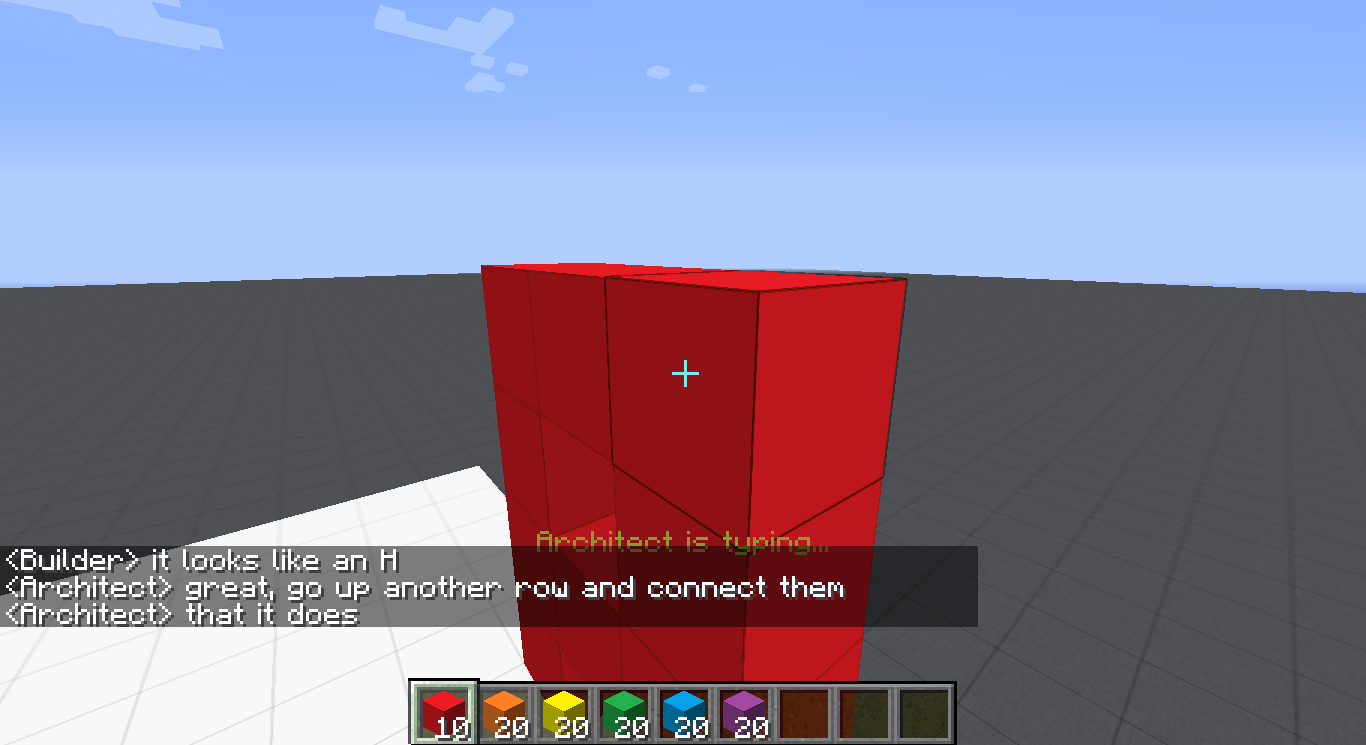 Architect is typing...
<Builder> it looks like an H
<Architect> great, go up another row and connect them
<Architect> that it does
10 20 20 20 20 20